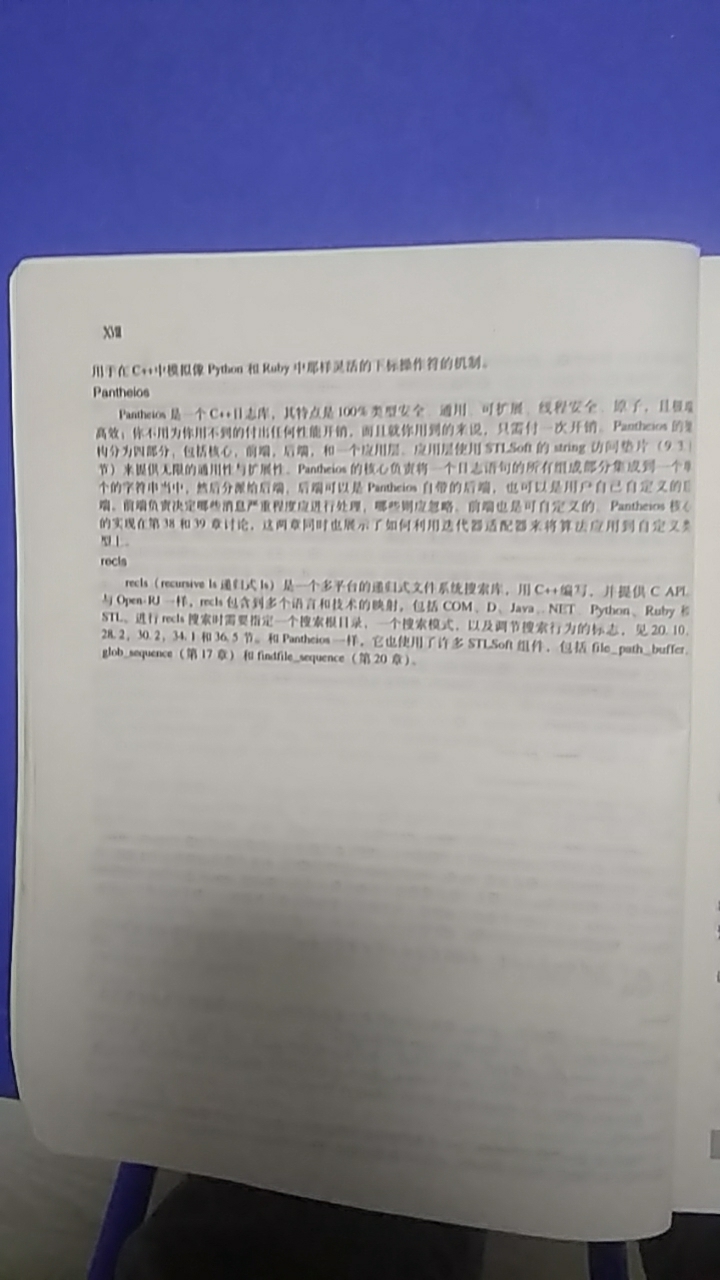 XVIII
用于在 C++中模拟像 Python 和 Ruby 中那样灵活的下标操作符的机制。
Pantheios
Pantheios 是一个 C++日志库，其特点是 100% 类型安全、通用、可扩展、线程安全、原子，且极端
高效：你不用为你用不到的付出任何性能开销，而且就你用到的来说，只需付一次开销。Pantheios 的
构分为四部分，包括核心，前端，后端，和一个应用层。应用层使用 STLSoft 的 string 访问垫片（9.3.1
节）来提供无限的通用性与扩展性。Pantheios 的核心负责将一个日志语句的所有组成部分集成到一个单
个的字符串当中，然后分派给后端，后端可以是 Pantheios 自带的后端，也可以是用户自己自定义的后
端。前端负责决定哪些消息严重程度应进行处理，哪些则应忽略。前端也是可自定义的。Pantheios 核心
的实现在第 38 和 39 章讨论，这两章同时也展示了如何利用迭代器适配器来将算法应用到自定义类
型上。
recls
recls（recursive ls 递归式 ls）是一个多平台的递归式文件系统搜索库，用 C++编写，并提供 C API。
与 Open-RJ 一样，recls 包含到多个语言和技术的映射，包括 COM、D、Java、.NET、Python、Ruby 和
STL。进行 recls 搜索时需要指定一个搜索根目录，一个搜索模式，以及调节搜索行为的标志，见 20.10,
28.2，30.2，34.1 和 36.5 节。和 Pantheios 一样，它也使用了许多 STLSoft 组件，包括 file_path_buffer,
glob_sequence（第 17 章）和 findfile_sequence（第 20 章）。